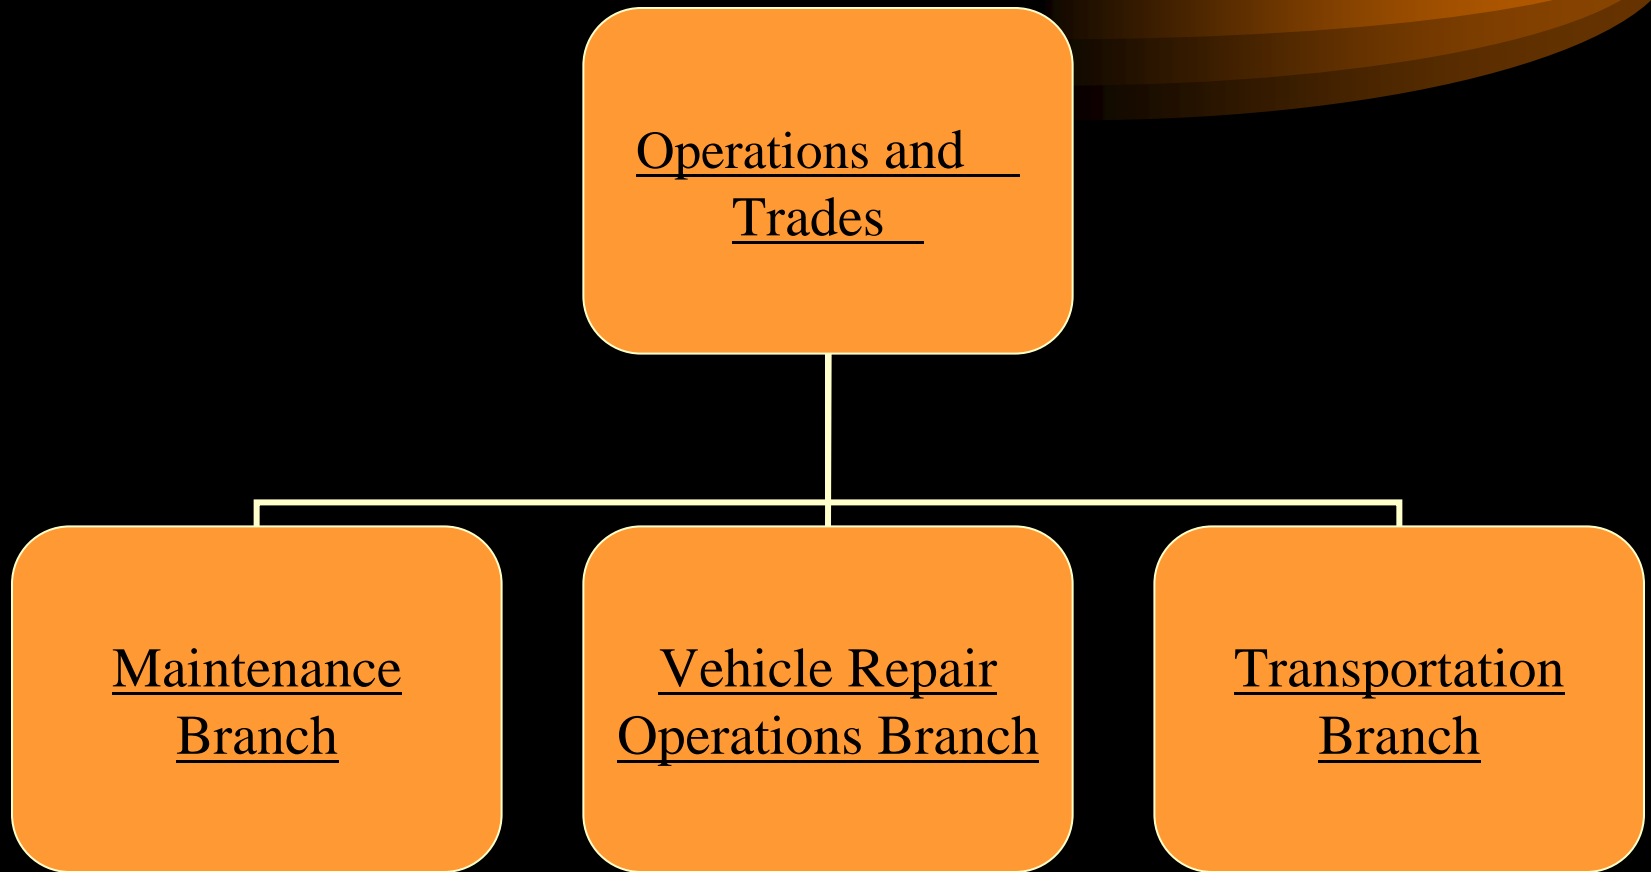 Operations and
Trades
Maintenance
Branch
Vehicle Repair
Operations Branch
Transportation
Branch